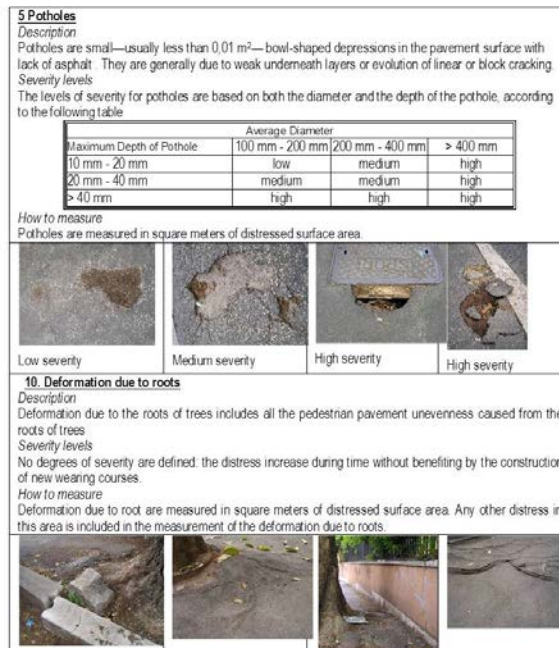 5 Potholes
Description
Potholes are small—usually less than 0,01 m²— bowl-shaped depressions in the pavement surface with
lack of asphalt . They are generally due to weak underneath layers or evolution of linear or block cracking.
Severity levels
The levels of severity for potholes are based on both the diameter and the depth of the pothole, according
to the following table
Average Diameter
Maximum Depth of Pothole 100 mm - 200 mm 200 mm - 400 mm > 400 mm
10 mm - 20 mm low medium high
20 mm - 40 mm medium medium high
> 40 mm high high high
How to measure
Potholes are measured in square meters of distressed surface area.
Low severity Medium severity High severity High severity
10. Deformation due to roots
Description
Deformation due to the roots of trees includes all the pedestrian pavement unevenness caused from the
roots of trees
Severity levels
No degrees of severity are defined: the distress increase during time without benefiting by the construction
of new wearing courses.
How to measure
Deformation due to root are measured in square meters of distressed surface area. Any other distress in
this area is included in the measurement of the deformation due to roots.